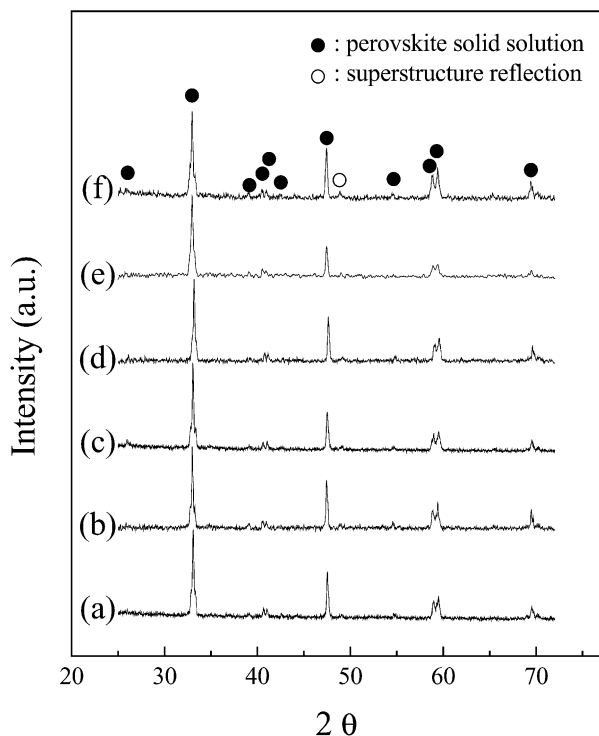 ● : perovskite solid solution
○ : superstructure reflection
(f)
(e)
(d)
(c)
(b)
(a)
Intensity (a.u.)
20 30 40 50 60 70
2 θ